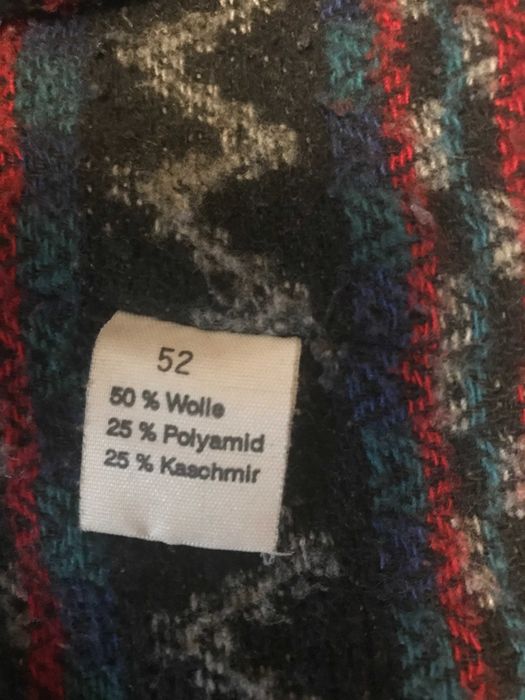 52
50 % Wolle
25 % Polyamid
25 % Kaschmir